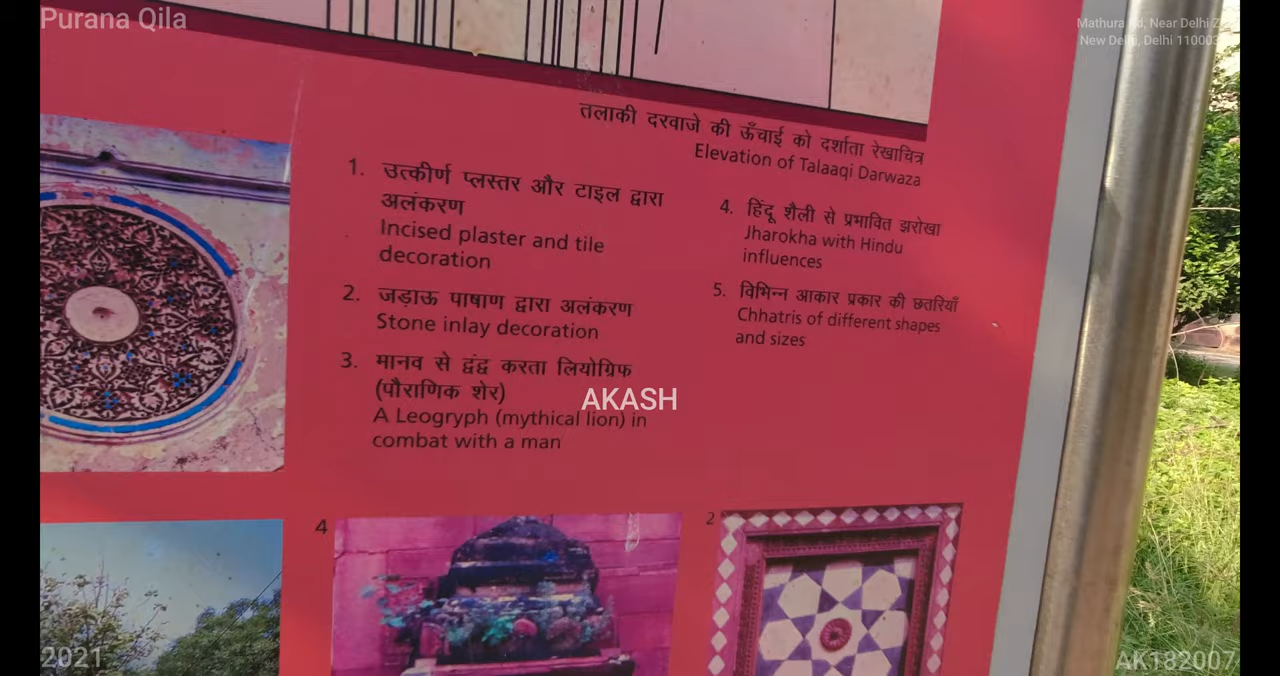 Purana Qila
Mathura Rd, Near Delhi
New Delhi, Delhi 11000
तलाकी दरवाजे की ऊँचाई को दर्शाता रेखाचित्र
Elevation of Talaaqi Darwaza
1. उत्कीर्ण प्लस्तर और टाइल द्वारा
अलंकरण
Incised plaster and tile
decoration
2. जड़ाऊ पाषाण द्वारा अलंकरण
Stone inlay decoration
3. मानव से द्वंद्व करता लियोग्रिफ
(पौराणिक शेर)
A Leogryph (mythical lion) in
combat with a man
4. हिंदू शैली से प्रभावित झरोखा
Jharokha with Hindu
influences
5. विभिन्न आकार प्रकार की छतरियाँ
Chhatris of different shapes
and sizes
AKASH
4
2
2021
AK182007